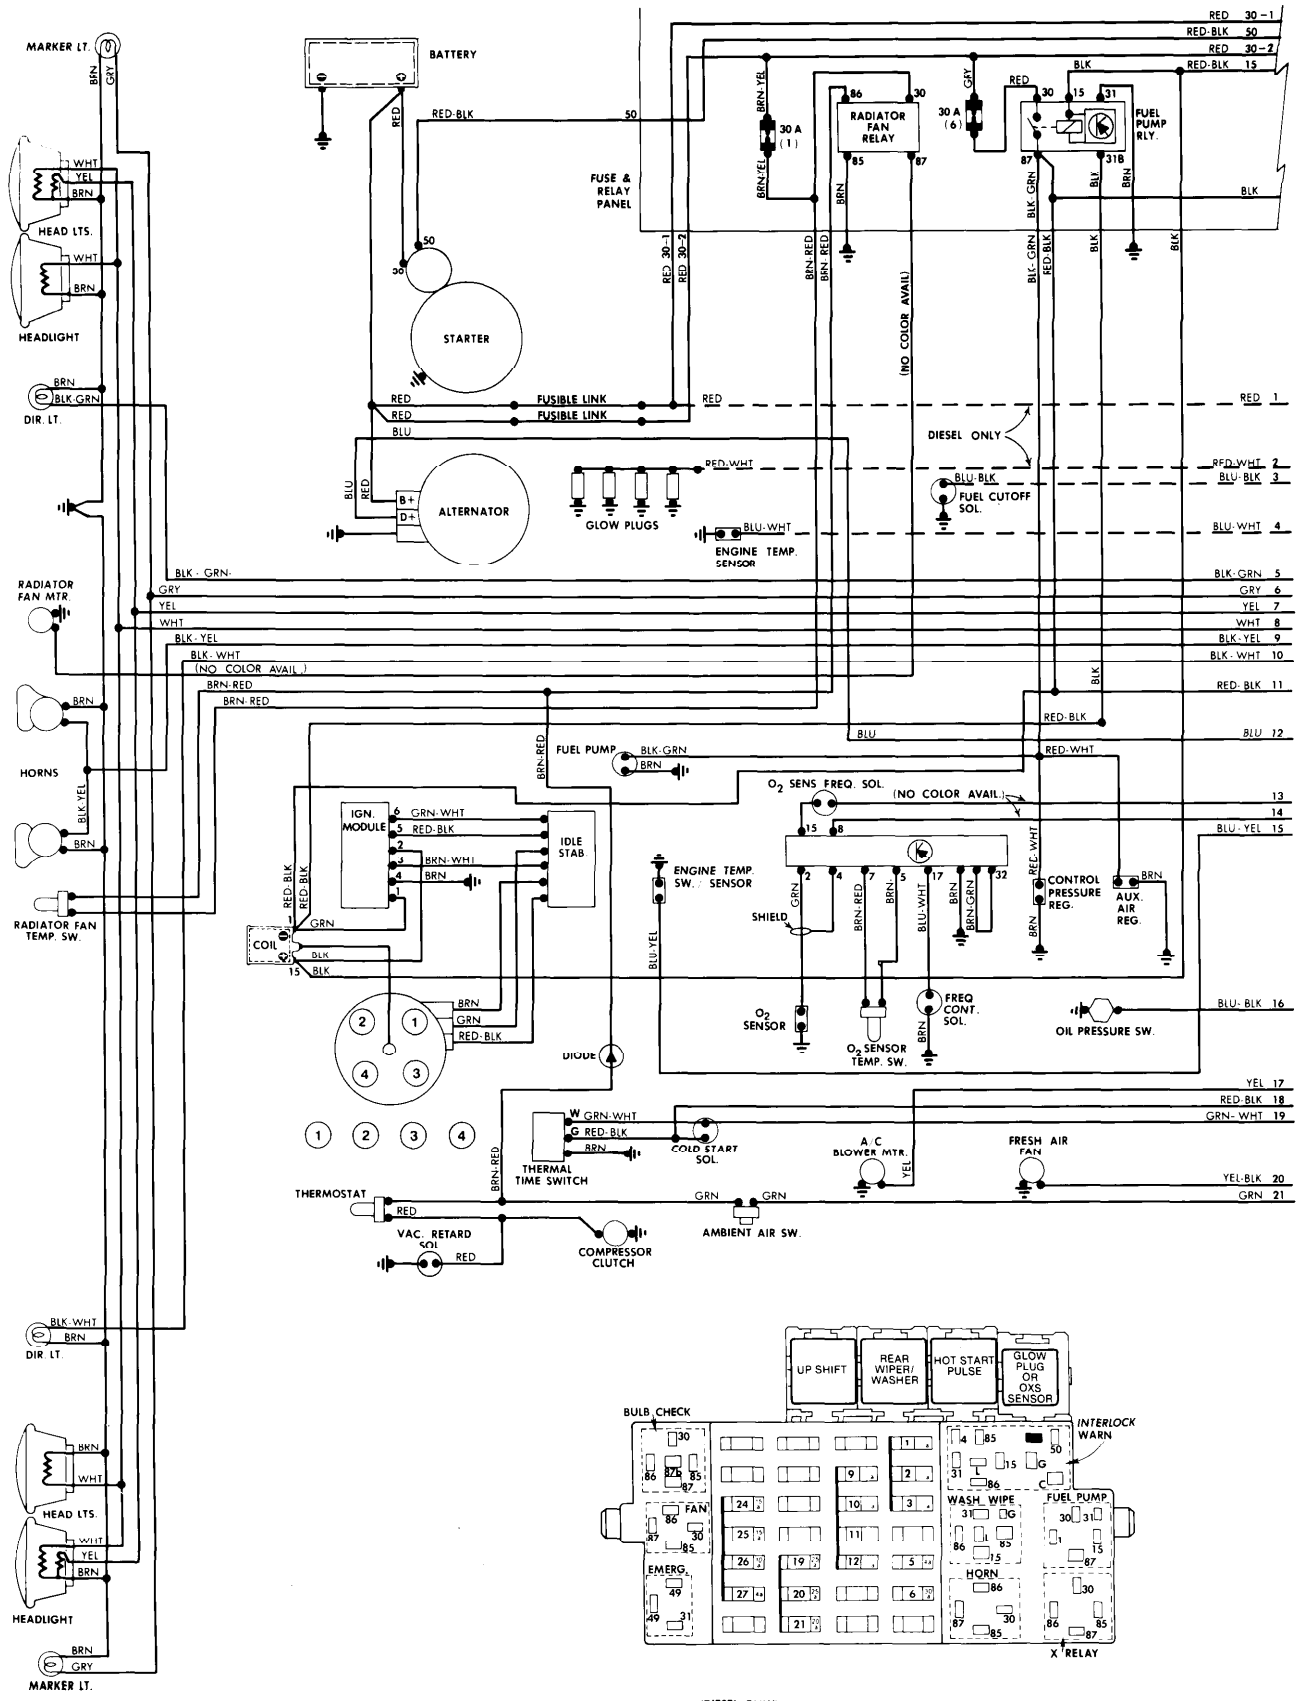 RED 30-1
RED-BLK 50
RED 30-2
BLK RED-BLK 15
MARKER LT.
BRN
GRY
BATTERY
RED
RED-BLK 50
BRN-YEL
30 A
(1)
BRN-YEL
86 30
RADIATOR
FAN
RELAY
85 87
BRN
GRY
30 A
(6)
RED 30 15 31
FUEL
PUMP
RLY.
87 31B
BLK-GRN
BLK
BRN
BLK
FUSE &
RELAY
PANEL
WHT
YEL
BRN
HEAD LTS.
WHT
BRN
HEADLIGHT
50
30
STARTER
RED 30-1
RED 30-2
BRN-RED
BRN-RED
(NO COLOR AVAIL)
BLK-GRN
RED-BLK
BLK
BLK
BRN
BLK-GRN
DIR. LT.
RED FUSIBLE LINK RED
RED FUSIBLE LINK
BLU
RED 1
DIESEL ONLY
BLU
RED
B+
D+
ALTERNATOR
RED-WHT
GLOW PLUGS
BLU-BLK
FUEL CUTOFF
SOL.
RED-WHT 2
BLU-BLK 3
BLU-WHT
ENGINE TEMP.
SENSOR
BLU-WHT 4
RADIATOR
FAN MTR.
BLK-GRN-
GRY
YEL
WHT
BLK-YEL
BLK-WHT
(NO COLOR AVAIL.)
BRN-RED
BRN-RED
BLK-GRN 5
GRY 6
YEL 7
WHT 8
BLK-YEL 9
BLK-WHT 10
BLK
RED-BLK 11
RED-BLK
BLU
BLU 12
BRN
HORNS
BLK-YEL
BRN
BRN-RED
FUEL PUMP
BLK-GRN
BRN
RED-WHT
O2 SENS FREQ. SOL.
(NO COLOR AVAIL.)
13
14
BLU-YEL 15
IGN.
MODULE
6 GRN-WHT
5 RED-BLK
2
3 BRN-WHT
4 BRN
1
IDLE
STAB
RED-BLK
RED-BLK
GRN
1
COIL
BLK
15 BLK
RADIATOR FAN
TEMP. SW.
ENGINE TEMP.
SW./ SENSOR
BLU-YEL
15 8
2 4 7 5 17 32
GRN
SHIELD
BRN-RED
BRN
BLU-WHT
BRN
BRN-GRN
RED-WHT
CONTROL
PRESSURE
REG.
BRN
BRN
AUX.
AIR
REG.
O2
SENSOR
O2 SENSOR
TEMP. SW.
FREQ
CONT.
SOL.
BRN
BLU-BLK 16
OIL PRESSURE SW.
2 1
4 3
BRN
GRN
RED-BLK
1 2 3 4
DIODE
BRN-RED
YEL 17
RED-BLK 18
GRN-WHT 19
W GRN-WHT
G RED-BLK
BRN
THERMAL
TIME SWITCH
COLD START
SOL.
A/C
BLOWER MTR.
YEL
FRESH AIR
FAN
YEL-BLK 20
GRN 21
THERMOSTAT
RED
GRN GRN
AMBIENT AIR SW.
VAC. RETARD
SOL
RED
COMPRESSOR
CLUTCH
BLK-WHT
BRN
DIR. LT.
BRN
WHT
HEAD LTS.
WHT
YEL
BRN
HEADLIGHT
BRN
GRY
MARKER LT.
UP SHIFT
REAR
WIPER/
WASHER
HOT START
PULSE
GLOW
PLUG
OR
OXS
SENSOR
BULB CHECK
30
86 87b 85
87
FAN
86
87 30
85
EMERG.
49
49 31
1
9 2
24 10 3
25 11
26 19 12 5
27 20 6
21
INTERLOCK
WARN
4 85 50
31 L 15 G
86 C
WASH WIPE
31 G
86 L 85
15
FUEL PUMP
30 31
1 15
87
HORN
86
87 30
85
30
86 85
87
X RELAY